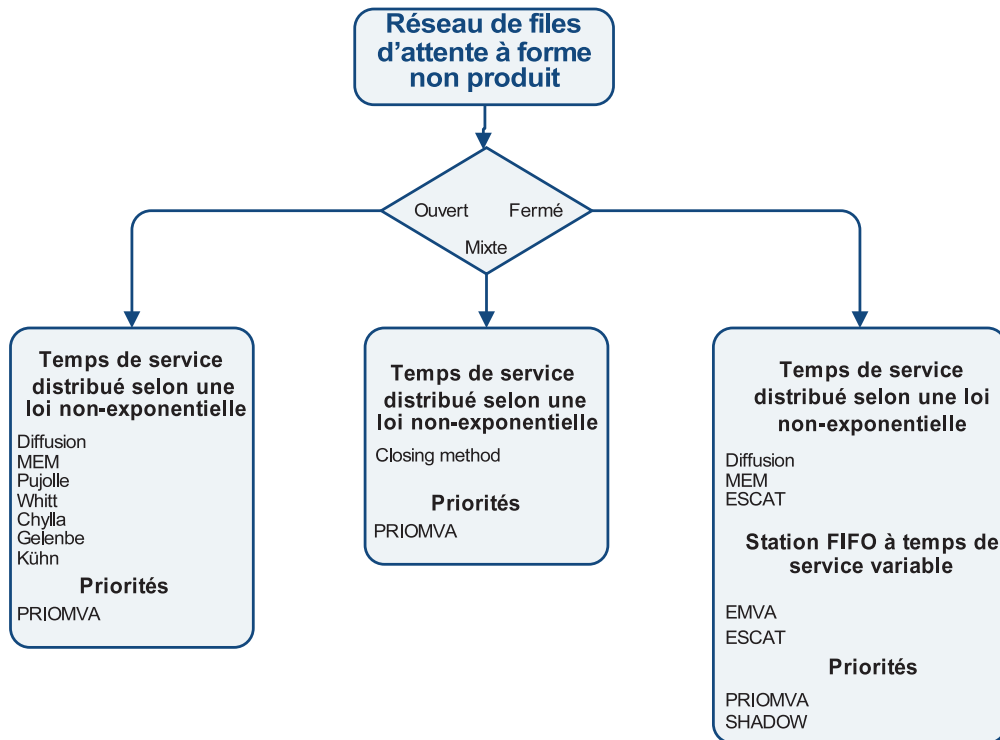 Réseau de files
d'attente à forme
non produit
Ouvert Fermé
Mixte
Temps de service
distribué selon une
loi non-exponentielle
Diffusion
MEM
Pujolle
Whitt
Chylla
Gelenbe
Kühn
Priorités
PRIOMVA
Temps de service
distribué selon une
loi non-exponentielle
Closing method
Priorités
PRIOMVA
Temps de service
distribué selon une loi
non-exponentielle
Diffusion
MEM
ESCAT
Station FIFO à temps de
service variable
EMVA
ESCAT
Priorités
PRIOMVA
SHADOW